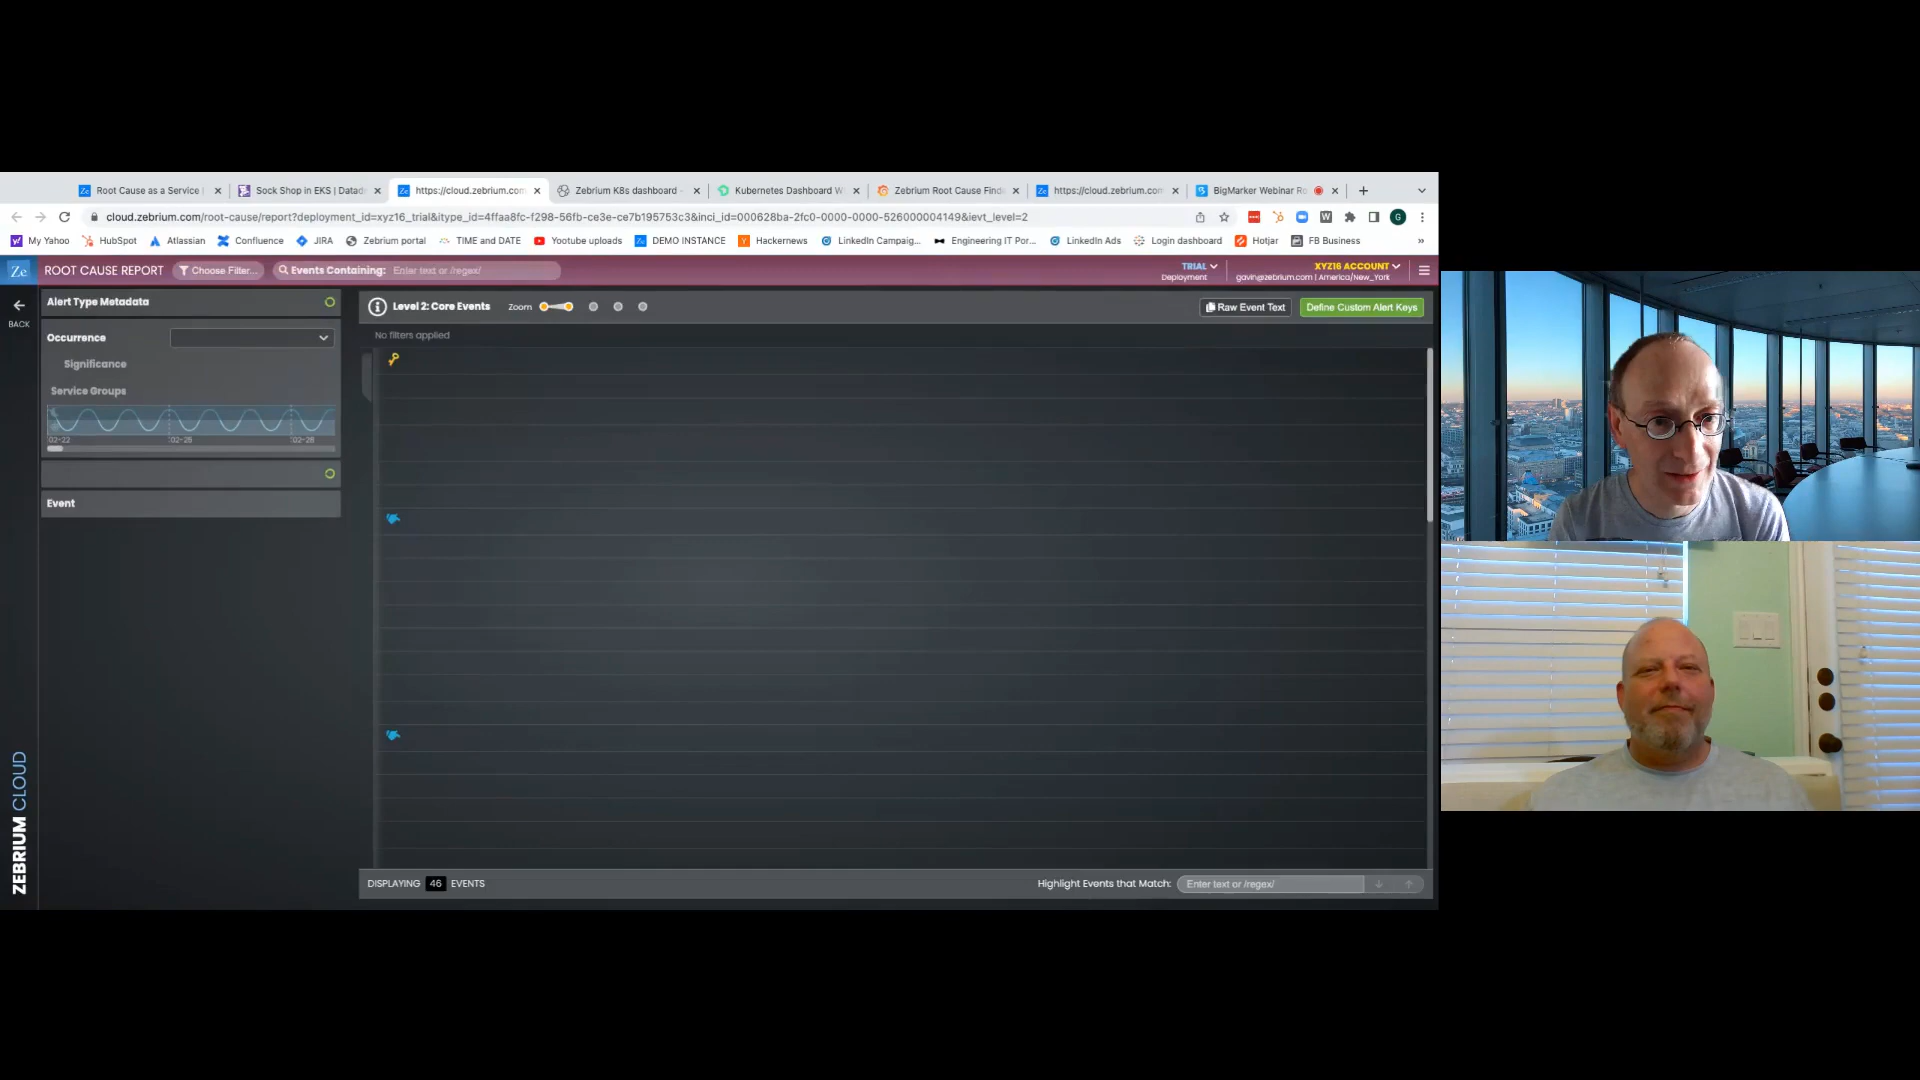 Root Cause as a Service
Sock Shop in EKS | Datad
https://cloud.zebrium.com
Zebrium K8s dashboard -
Kubernetes Dashboard W
Zebrium Root Cause Find
https://cloud.zebrium.com
BigMarker Webinar Ro
cloud.zebrium.com/root-cause/report?deployment_id=xyz16_trial&itype_id=4ffaa8fc-f298-56fb-ce3e-ce7b195753c3&inci_id=000628ba-2fc0-0000-0000-526000004149&ievt_level=2
G
My Yahoo
HubSpot
Atlassian
Confluence
JIRA
Zebrium portal
TIME and DATE
Yootube uploads
DEMO INSTANCE
Hackernews
LinkedIn Campaig...
Engineering IT Por...
LinkedIn Ads
Login dashboard
Hotjar
FB Business
»
Ze
ROOT CAUSE REPORT
Choose Filter...
Events Containing:
Enter text or /regex/
TRIAL
Deployment
XYZ16 ACCOUNT
gavin@zebrium.com | America/New_York
BACK
Alert Type Metadata
Occurrence
Significance
Service Groups
02-22
Event
Level 2: Core Events
Zoom
Raw Event Text
Define Custom Alert Keys
No filters applied
ZEBRIUM CLOUD
DISPLAYING 46 EVENTS
Highlight Events that Match:
Enter text or /regex/